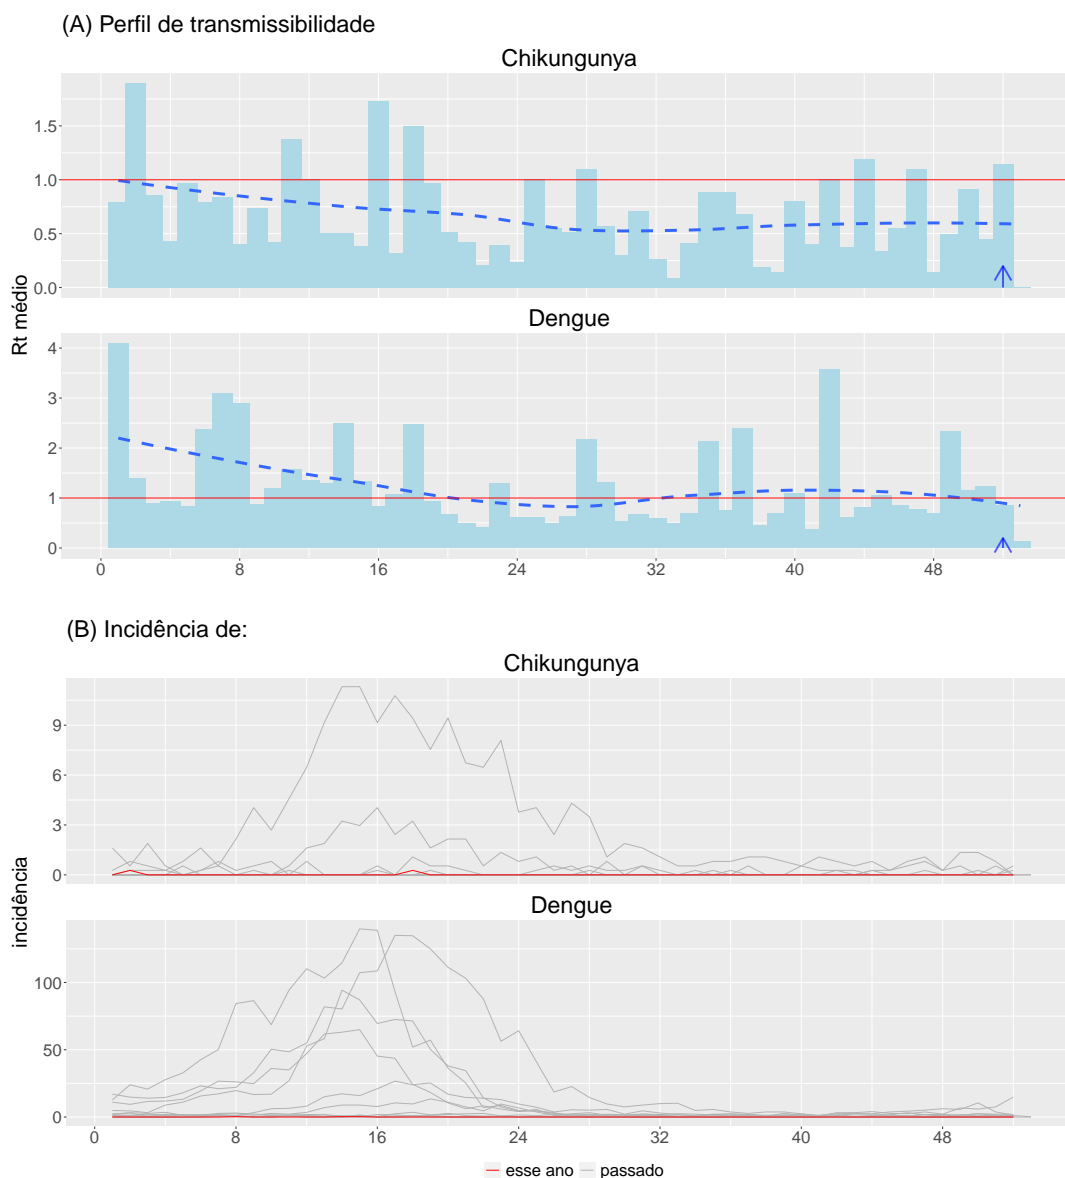 (A) Perfil de transmissibilidade
Chikungunya
1.5
1.0
0.5
0.0
Rt médio
Dengue
4
3
2
1
0
0 8 16 24 32 40 48
(B) Incidência de:
Chikungunya
9
6
3
0
incidência
Dengue
100
50
0
0 8 16 24 32 40 48
esse ano passado